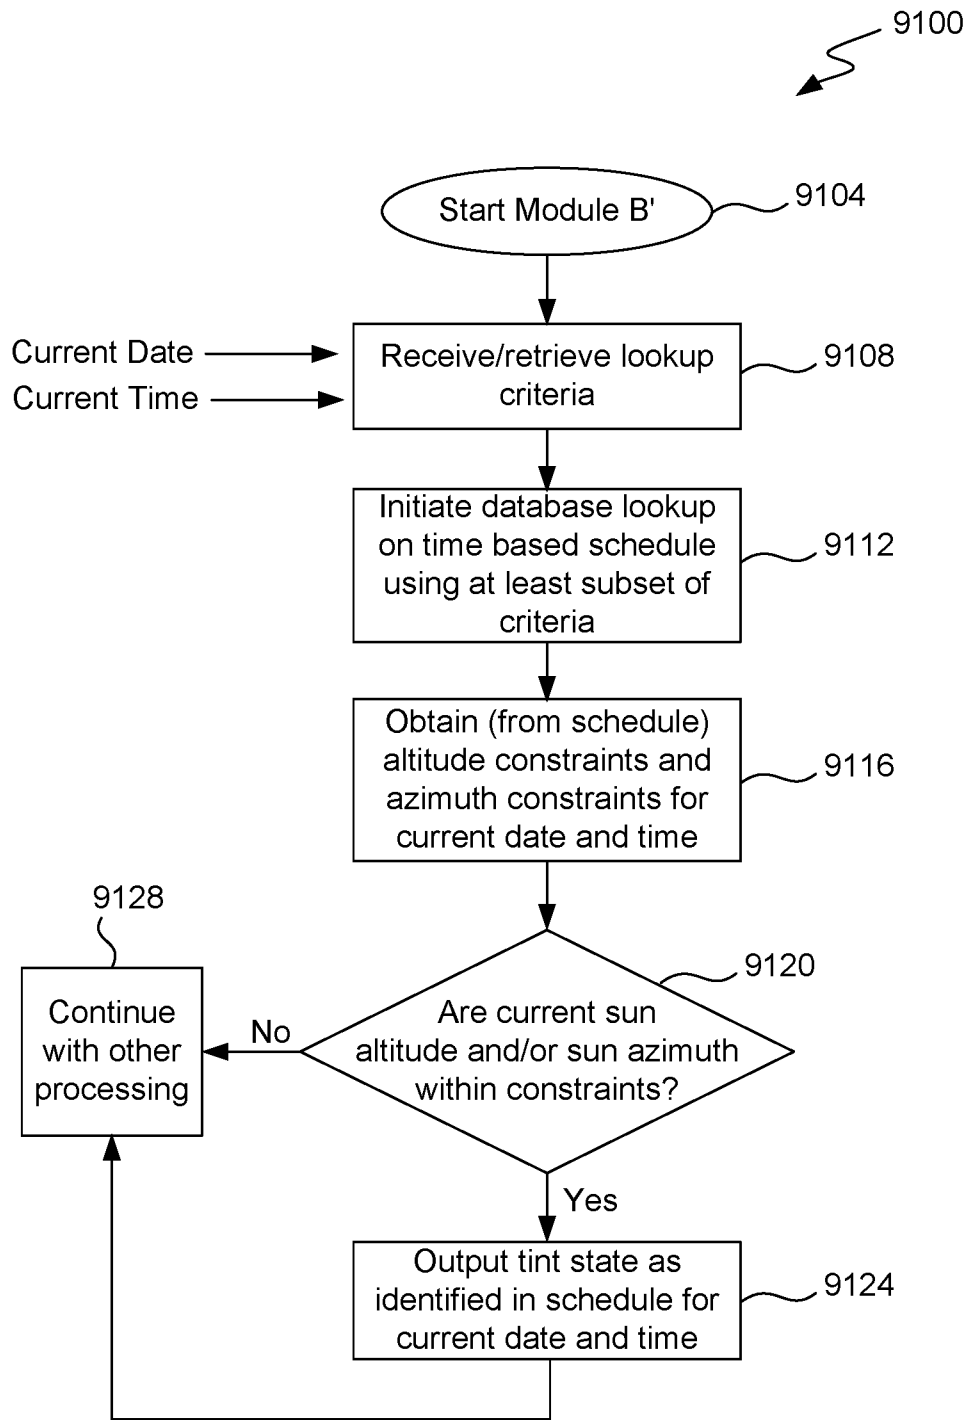 9100
Start Module B'
9104
Current Date
Current Time
Receive/retrieve lookup
criteria
9108
Initiate database lookup
on time based schedule
using at least subset of
criteria
9112
Obtain (from schedule)
altitude constraints and
azimuth constraints for
current date and time
9116
9128
Continue
with other
processing
No
Are current sun
altitude and/or sun azimuth
within constraints?
9120
Yes
Output tint state as
identified in schedule for
current date and time
9124